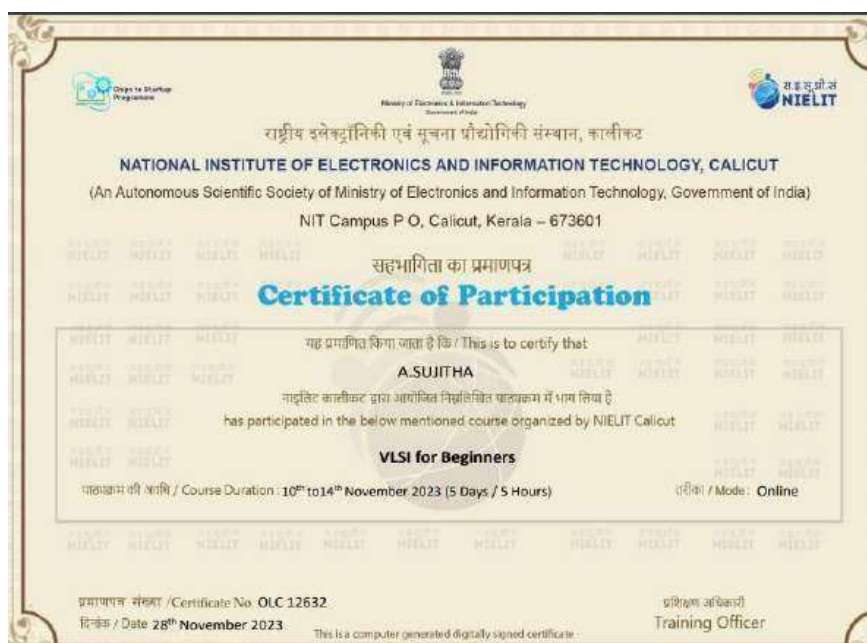 Chips to Startup
Programme
Ministry of Electronics & Information Technology
Government of India
रा.इ.सू.प्रौ.सं
NIELIT
राष्ट्रीय इलेक्ट्रॉनिकी एवं सूचना प्रौद्योगिकी संस्थान, कालीकट
NATIONAL INSTITUTE OF ELECTRONICS AND INFORMATION TECHNOLOGY, CALICUT
(An Autonomous Scientific Society of Ministry of Electronics and Information Technology, Government of India)
NIT Campus P O, Calicut, Kerala – 673601
सहभागिता का प्रमाणपत्र
Certificate of Participation
यह प्रमाणित किया जाता है कि / This is to certify that
A.SUJITHA
नाइलिट कालीकट द्वारा आयोजित निम्नलिखित पाठ्यक्रम में भाग लिया है
has participated in the below mentioned course organized by NIELIT Calicut
VLSI for Beginners
पाठ्यक्रम की अवधि / Course Duration : 10th to14th November 2023 (5 Days / 5 Hours) तरीका / Mode : Online
प्रमाणपत्र संख्या /Certificate No OLC 12632
दिनांक / Date 28th November 2023
प्रशिक्षण अधिकारी
Training Officer
This is a computer generated digitally signed certificate